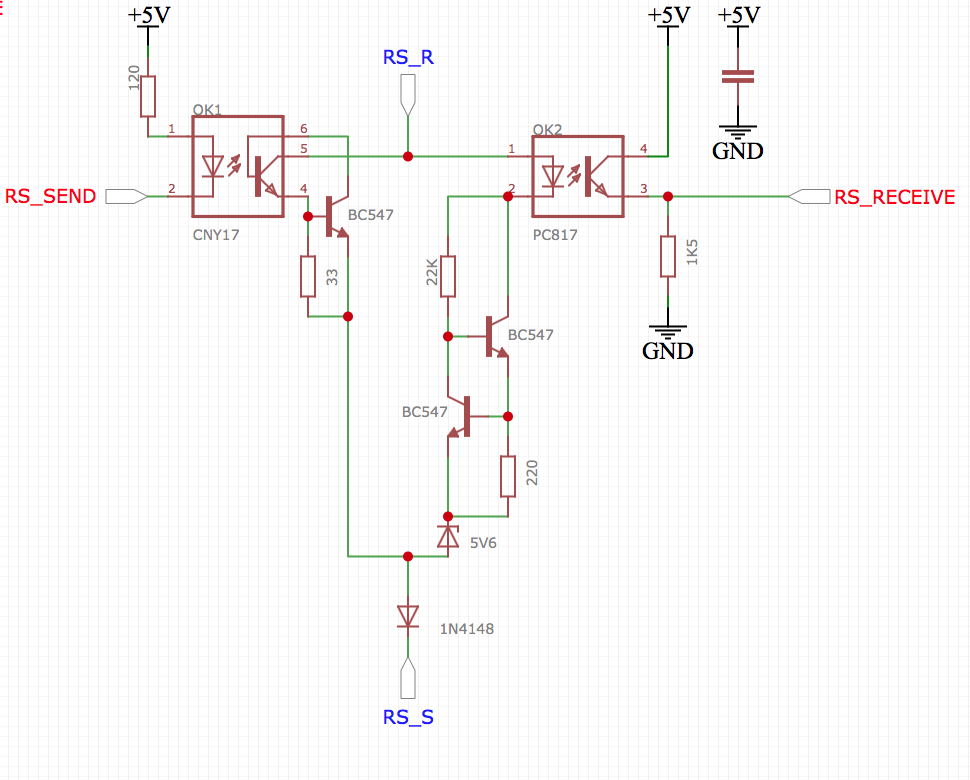 +5V
+5V
+5V
RS_R
120
OK1
1
6
5
2
4
RS_SEND
CNY17
BC547
33
OK2
1
4
2
3
PC817
RS_RECEIVE
1K5
GND
GND
22K
BC547
BC547
220
5V6
1N4148
RS_S